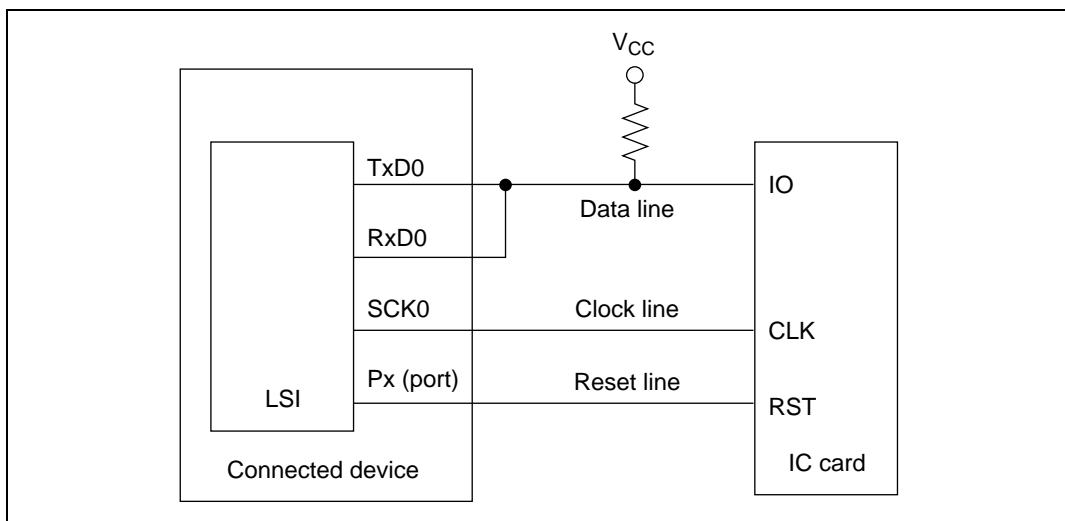 VCC
TxD0
IO
Data line
RxD0
SCK0
Clock line
CLK
Px (port)
Reset line
RST
LSI
IC card
Connected device